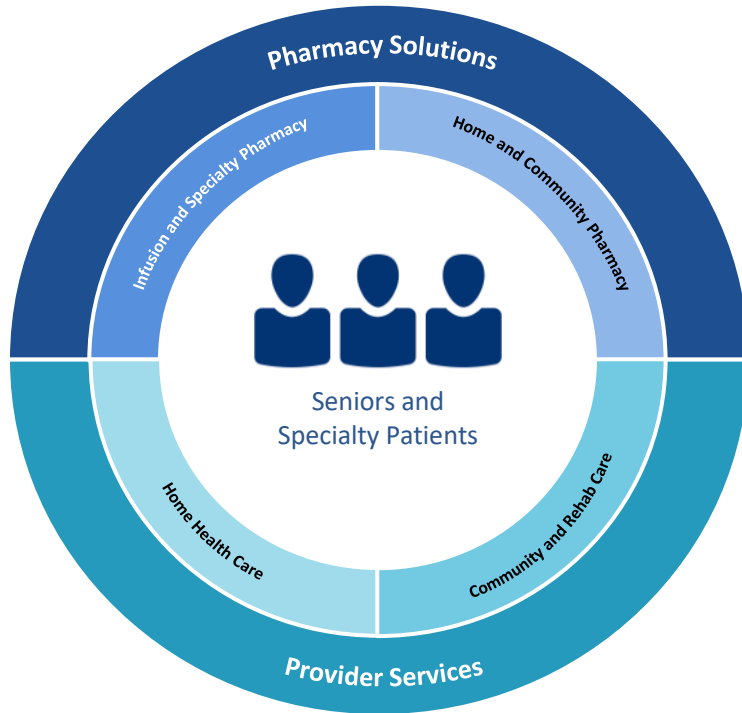 Pharmacy Solutions
Infusion and Specialty Pharmacy
Home and Community Pharmacy
Seniors and
Specialty Patients
Home Health Care
Community and Rehab Care
Provider Services